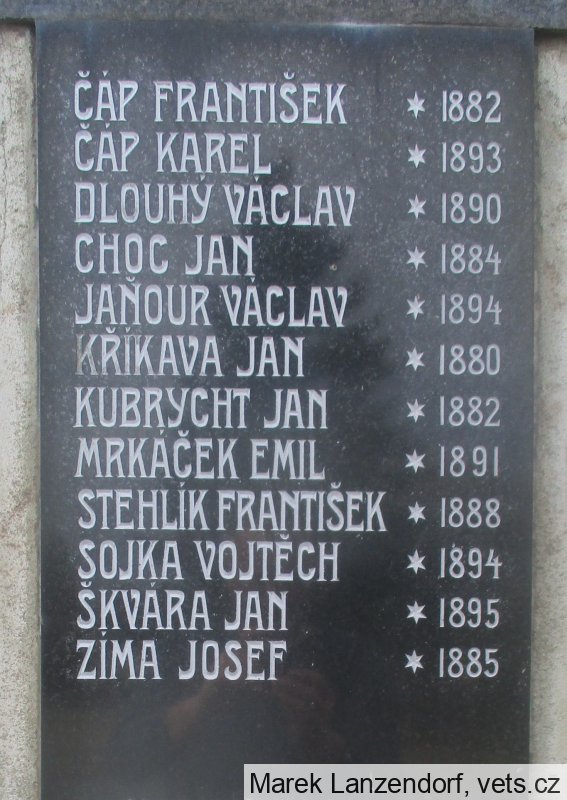 ČÁP FRANTIŠEK * 1882
ČÁP KAREL * 1893
DLOUHÝ VÁCLAV * 1890
CHOC JAN * 1884
JAŇOUR VÁCLAV * 1894
KŘÍKAVA JAN * 1880
KUBRYCHT JAN * 1882
MRKÁČEK EMIL * 1891
STEHLÍK FRANTIŠEK * 1888
SOJKA VOJTĚCH * 1894
ŠKVÁRA JAN * 1895
ZÍMA JOSEF * 1885
Marek Lanzendorf, vets.cz